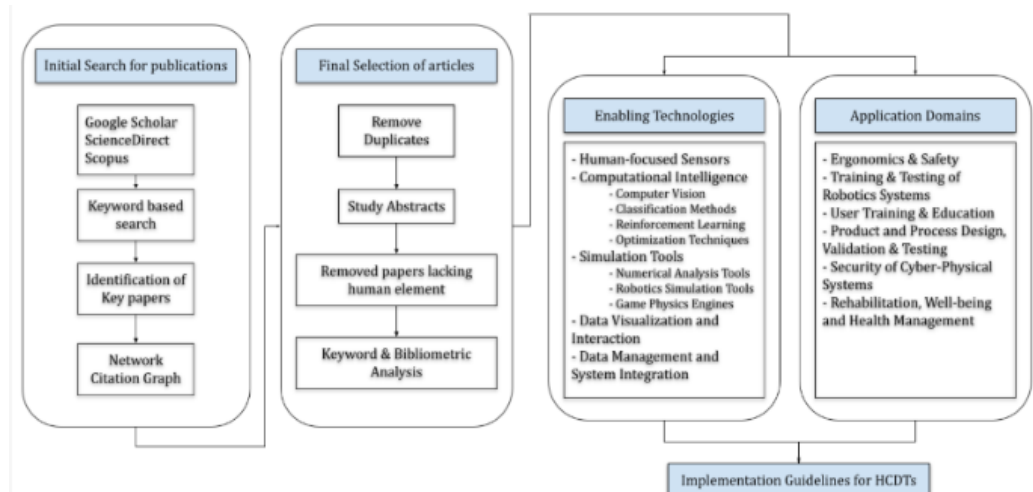 Initial Search for publications
Google Scholar
ScienceDirect
Scopus
Keyword based
search
Identification of
Key papers
Network
Citation Graph
Final Selection of articles
Remove
Duplicates
Study Abstracts
Removed papers lacking
human element
Keyword & Bibliometric
Analysis
Enabling Technologies
- Human-focused Sensors
- Computational Intelligence
- Computer Vision
- Classification Methods
- Reinforcement Learning
- Optimization Techniques
- Simulation Tools
- Numerical Analysis Tools
- Robotics Simulation Tools
- Game Physics Engines
- Data Visualization and
Interaction
- Data Management and
System Integration
Application Domains
- Ergonomics & Safety
- Training & Testing of
Robotics Systems
- User Training & Education
- Product and Process Design,
Validation & Testing
- Security of Cyber-Physical
Systems
- Rehabilitation, Well-being
and Health Management
Implementation Guidelines for HCDTs